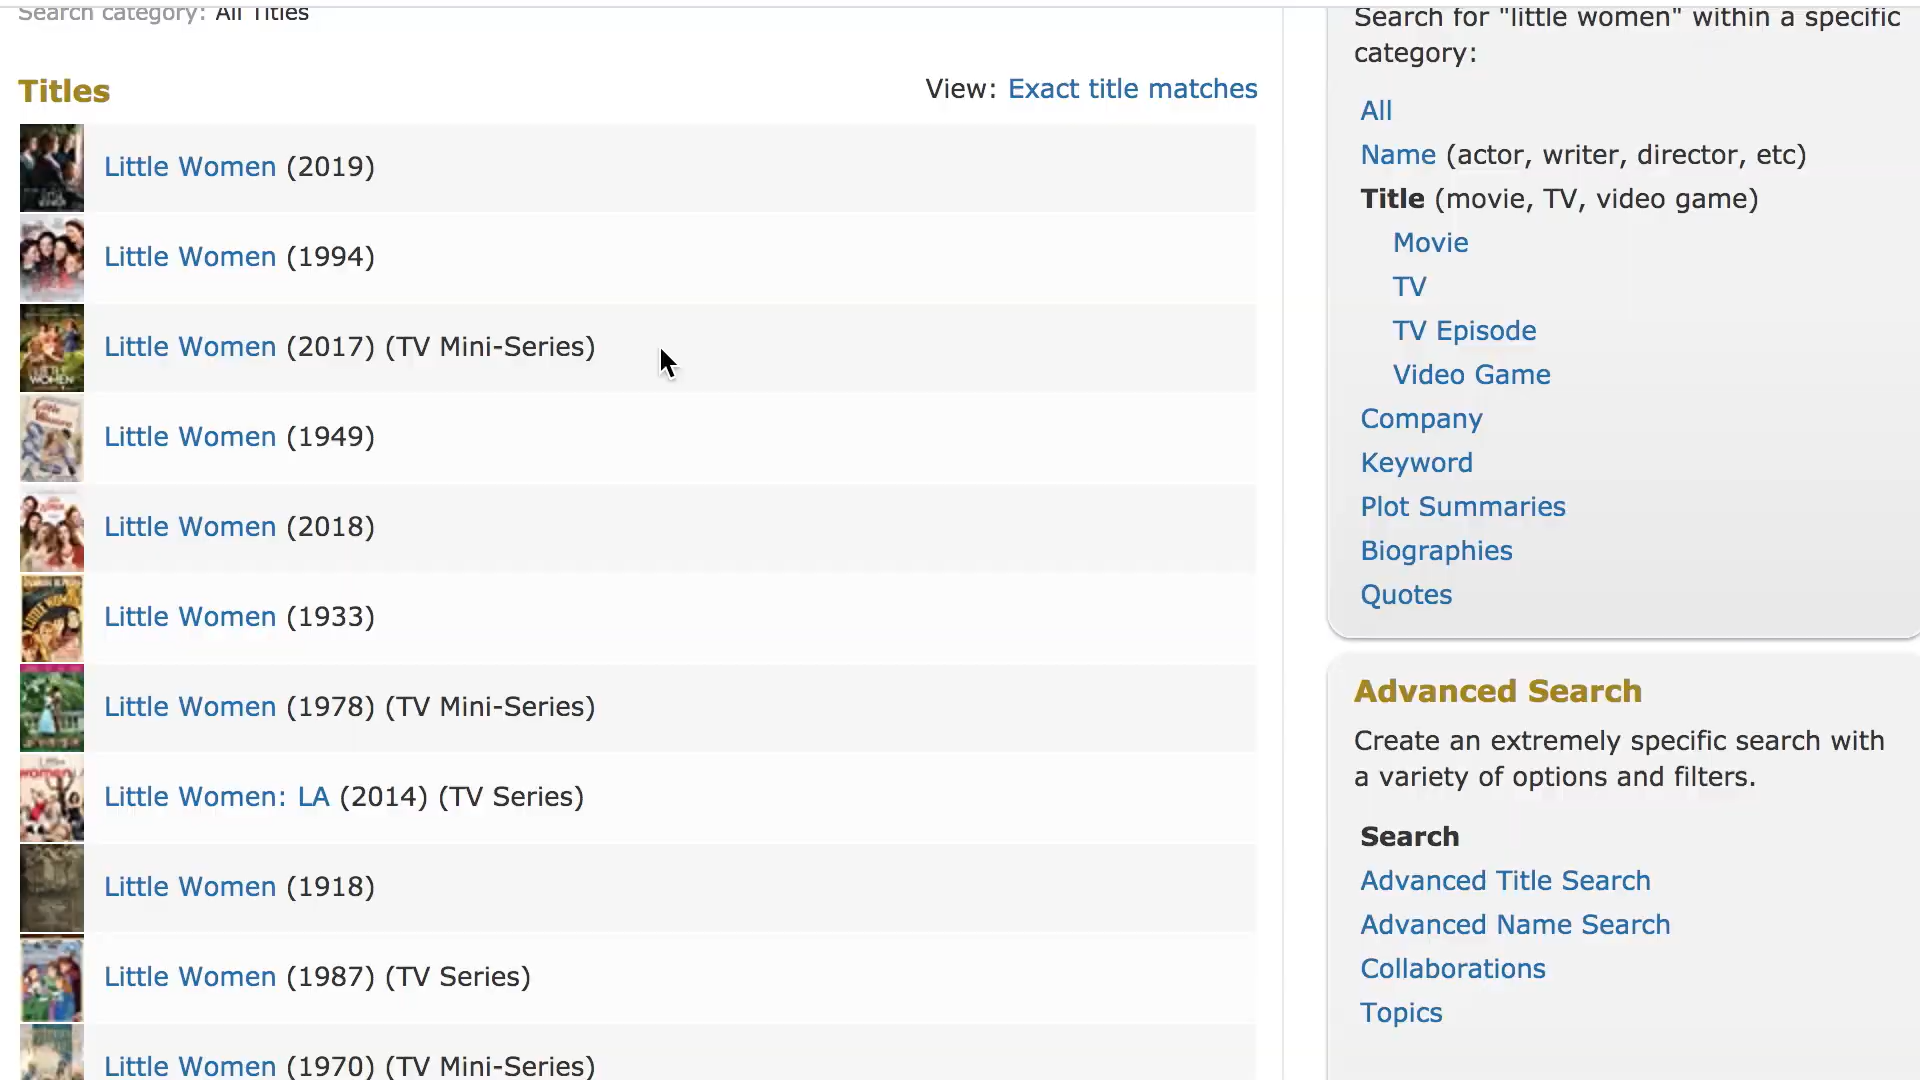 Search category: All Titles
Titles
View: Exact title matches
Little Women (2019)
Little Women (1994)
Little Women (2017) (TV Mini-Series)
Little Women (1949)
Little Women (2018)
Little Women (1933)
Little Women (1978) (TV Mini-Series)
Little Women: LA (2014) (TV Series)
Little Women (1918)
Little Women (1987) (TV Series)
Little Women (1970) (TV Mini-Series)
Search for "little women" within a specific
category:
All
Name (actor, writer, director, etc)
Title (movie, TV, video game)
Movie
TV
TV Episode
Video Game
Company
Keyword
Plot Summaries
Biographies
Quotes
Advanced Search
Create an extremely specific search with
a variety of options and filters.
Search
Advanced Title Search
Advanced Name Search
Collaborations
Topics